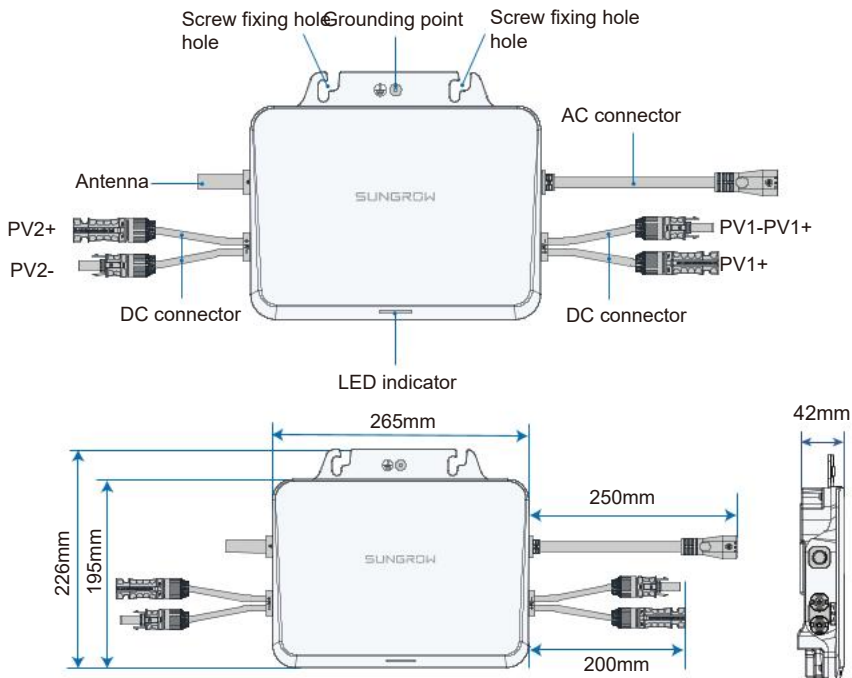 Screw fixing hole
hole
Grounding point
Screw fixing hole
hole
AC connector
Antenna
SUNGROW
PV2+
PV1-PV1+
PV2-
PV1+
DC connector
DC connector
LED indicator
265mm
42mm
250mm
226mm
195mm
SUNGROW
200mm